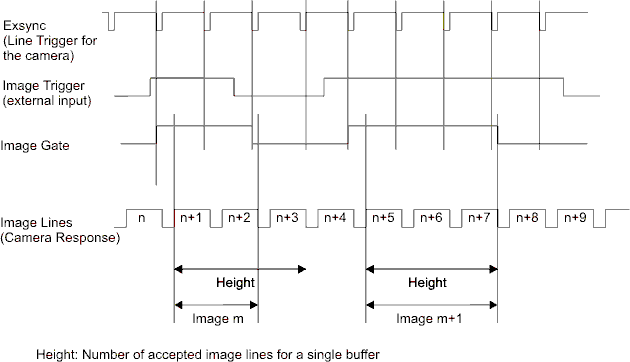 Exsync
(Line Trigger for
the camera)
Image Trigger
(external input)
Image Gate
Image Lines
(Camera Response)
n n+1 n+2 n+3 n+4 n+5 n+6 n+7 n+8 n+9
Height Height
Image m Image m+1
Height: Number of accepted image lines for a single buffer